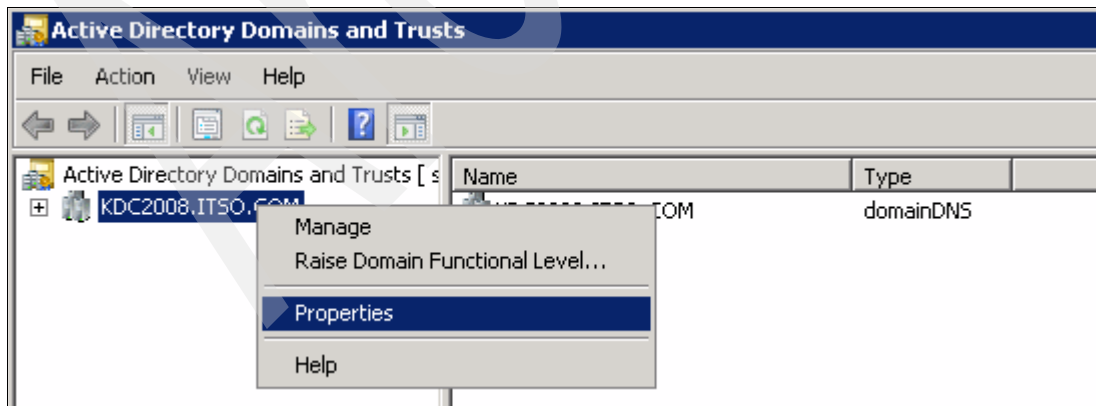 Active Directory Domains and Trusts
File Action View Help
Active Directory Domains and Trusts [
Name Type
KDC2008.ITSO.COM
domainDNS
Manage
Raise Domain Functional Level...
Properties
Help